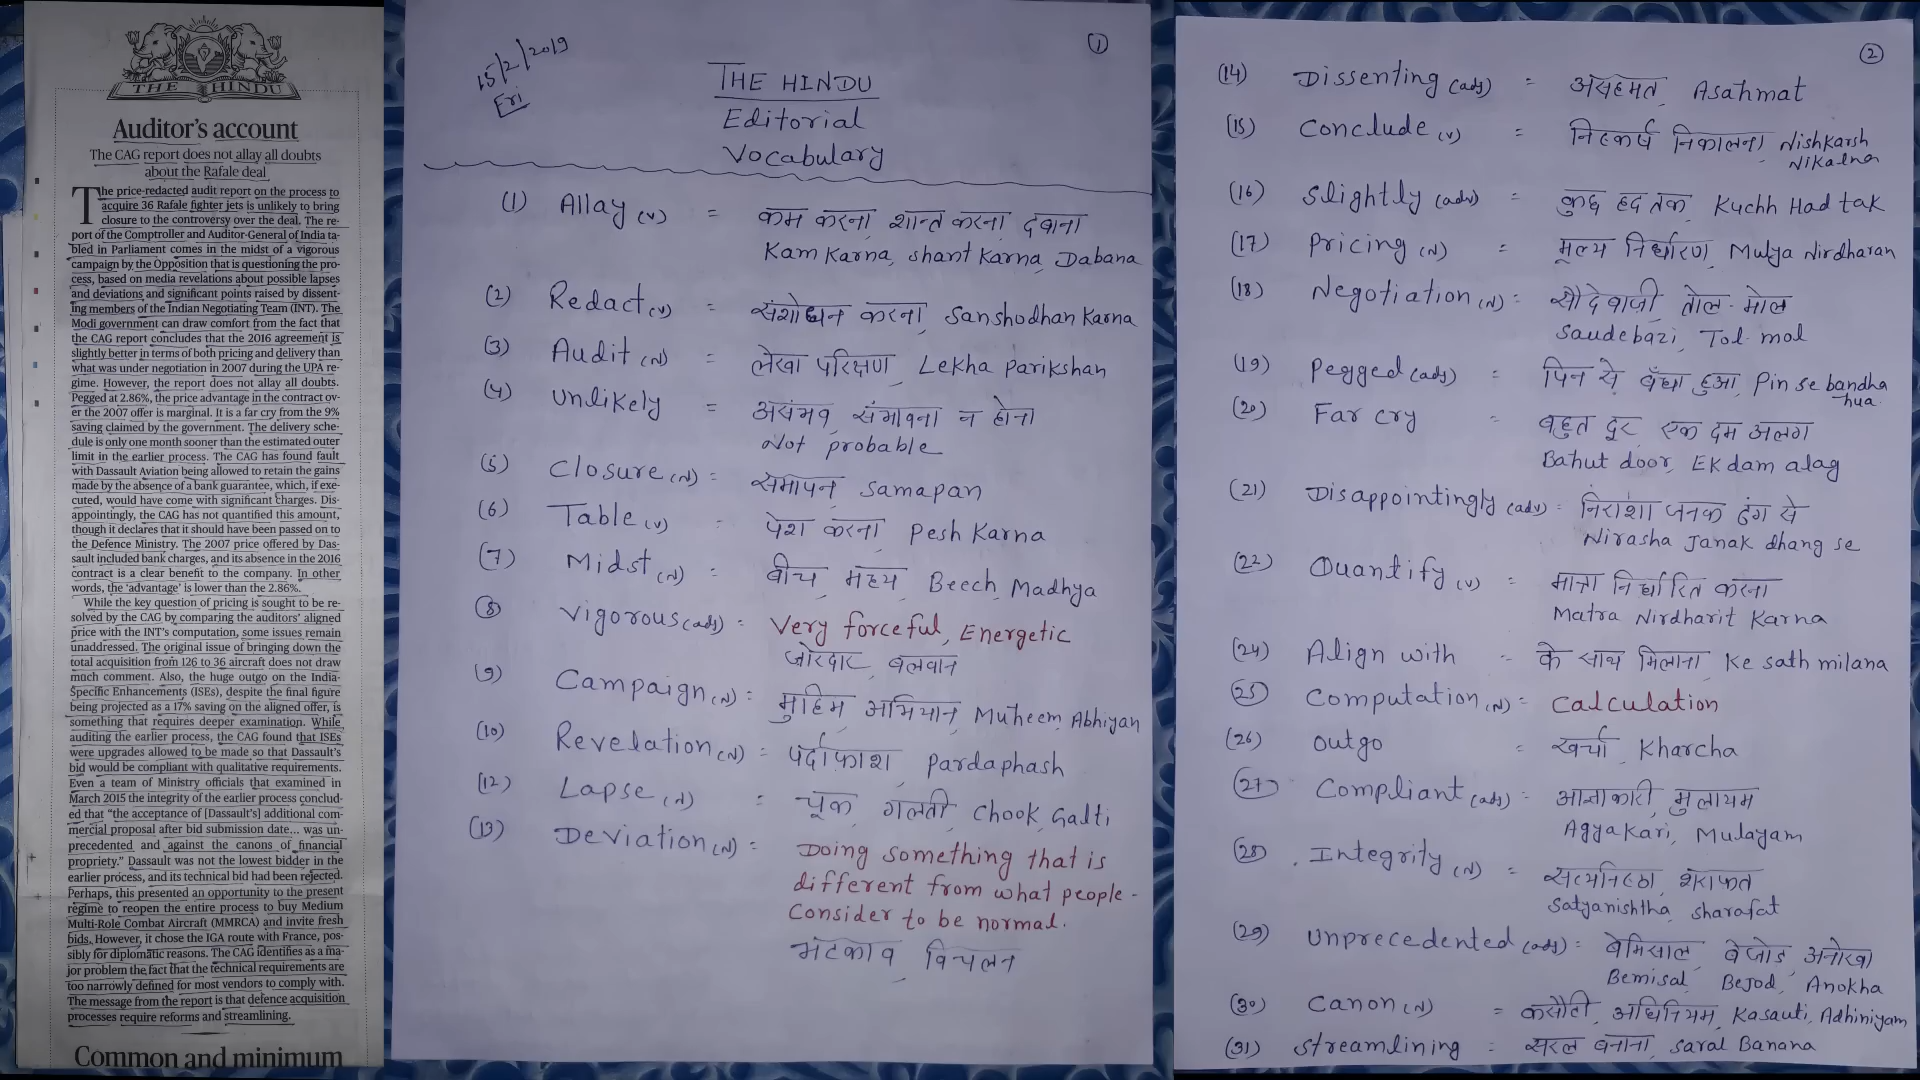 THE HINDU
Auditor's account
The CAG report does not allay all doubts
about the Rafale deal
The price-redacted audit report on the process to
acquire 36 Rafale fighter jets is unlikely to bring
closure to the controversy over the deal. The re-
port of the Comptroller and Auditor-General of India ta-
bled in Parliament comes in the midst of a vigorous
campaign by the Opposition that is questioning the pro-
cess, based on media revelations about possible lapses
and deviations and significant points raised by dissent-
ing members of the Indian Negotiating Team (INT). The
Modi government can draw comfort from the fact that
the CAG report concludes that the 2016 agreement is
slightly better in terms of both pricing and delivery than
what was under negotiation in 2007 during the UPA re-
gime. However, the report does not allay all doubts.
Pegged at 2.86%, the price advantage in the contract ov-
er the 2007 offer is marginal. It is a far cry from the 9%
saving claimed by the government. The delivery sche-
dule is only one month sooner than the estimated outer
limit in the earlier process. The CAG has found fault
with Dassault Aviation being allowed to retain the gains
made by the absence of a bank guarantee, which, if exe-
cuted, would have come with significant charges. Dis-
appointingly, the CAG has not quantified this amount,
though it declares that it should have been passed on to
the Defence Ministry. The 2007 price offered by Das-
sault included bank charges, and its absence in the 2016
contract is a clear benefit to the company. In other
words, the 'advantage' is lower than the 2.86%.
While the key question of pricing is sought to be re-
solved by the CAG by comparing the auditors' aligned
price with the INT's computation, some issues remain
unaddressed. The original issue of bringing down the
total acquisition from 126 to 36 aircraft does not draw
much comment. Also, the huge outgo on the India-
Specific Enhancements (ISEs), despite the final figure
being projected as a 17% saving on the aligned offer, is
something that requires deeper examination. While
auditing the earlier process, the CAG found that ISEs
were upgrades allowed to be made so that Dassault's
bid would be compliant with qualitative requirements.
Even a team of Ministry officials that examined in
March 2015 the integrity of the earlier process conclud-
ed that "the acceptance of [Dassault's] additional com-
mercial proposal after bid submission date... was un-
precedented and against the canons of financial
propriety." Dassault was not the lowest bidder in the
earlier process, and its technical bid had been rejected.
Perhaps, this presented an opportunity to the present
regime to reopen the entire process to buy Medium
Multi-Role Combat Aircraft (MMRCA) and invite fresh
bids. However, it chose the IGA route with France, pos-
sibly for diplomatic reasons. The CAG identifies as a ma-
jor problem the fact that the technical requirements are
too narrowly defined for most vendors to comply with.
The message from the report is that defence acquisition
processes require reforms and streamlining.
Common and minimum
15/2/2019
Fri
1
THE HINDU
Editorial
Vocabulary
(1) Allay (v) = कम करना, शान्त करना, दबाना
Kam Karna, shant Karna, Dabana
(2) Redact (v) = संशोधन करना, Sanshodhan Karna
(3) Audit (N) = लेखा परिक्षण, Lekha Parikshan
(4) unlikely = असंभव, संभावना न होना
Not probable
(5) Closure (N) = समापन, Samapan
(6) Table (v) = पेश करना, Pesh Karna
(7) Midst (N) = बीच, मध्य, Beech, Madhya
(8) Vigorous (adj) = Very forceful, Energetic
जोरदार, बलवान
(9) Campaign (N) = मुहिम, अभियान, Muheem, Abhiyan
(10) Revelation (N) = पर्दाफाश, Pardaphash
(12) Lapse (N) = चूक, गलती, Chook, Galti
(13) Deviation (N) = Doing something that is
different from what people-
Consider to be normal.
भटकाव, विचलन
2
(14) Dissenting (adj) = असहमत, Asahmat
(15) Conclude (v) = निष्कर्ष निकालना, Nishkarsh
Nikalna
(16) Slightly (adv) = कुछ हद तक, Kuchh Had tak
(17) Pricing (N) = मूल्य निर्धारण, Mulya Nirdharan
(18) Negotiation (N) = सौदेबाजी, तोल-मोल
Saudebazi, Tol-mol
(19) Pegged (adj) = पिन से बँधा हुआ, Pin se bandha
hua.
(20) Far cry = बहुत दूर, एक दम अलग
Bahut door, Ek dam alag
(21) Disappointingly (adv) = निराशा जनक ढंग से
Nirasha Janak dhang se
(22) Quantify (v) = मात्रा निर्धारित करना
Matra Nirdharit Karna
(24) Align with = के साथ मिलाना, Ke sath milana
(25) Computation (N) = Calculation
(26) Outgo = खर्चा, Kharcha
(27) Compliant (adj) = आज्ञाकारी, मुलायम
Agyakari, Mulayam
(28) Integrity (N) = सत्यनिष्ठा, शराफत
Satyanishtha, Sharafat
(29) Unprecedented (adj) = बेमिसाल, बेजोड, अनोखा
Bemisal, Bejod, Anokha
(30) Canon (N) = कसौटी, अधिनियम, Kasauti, Adhiniyam
(31) Streamlining = सरल बनाना, Saral Banana